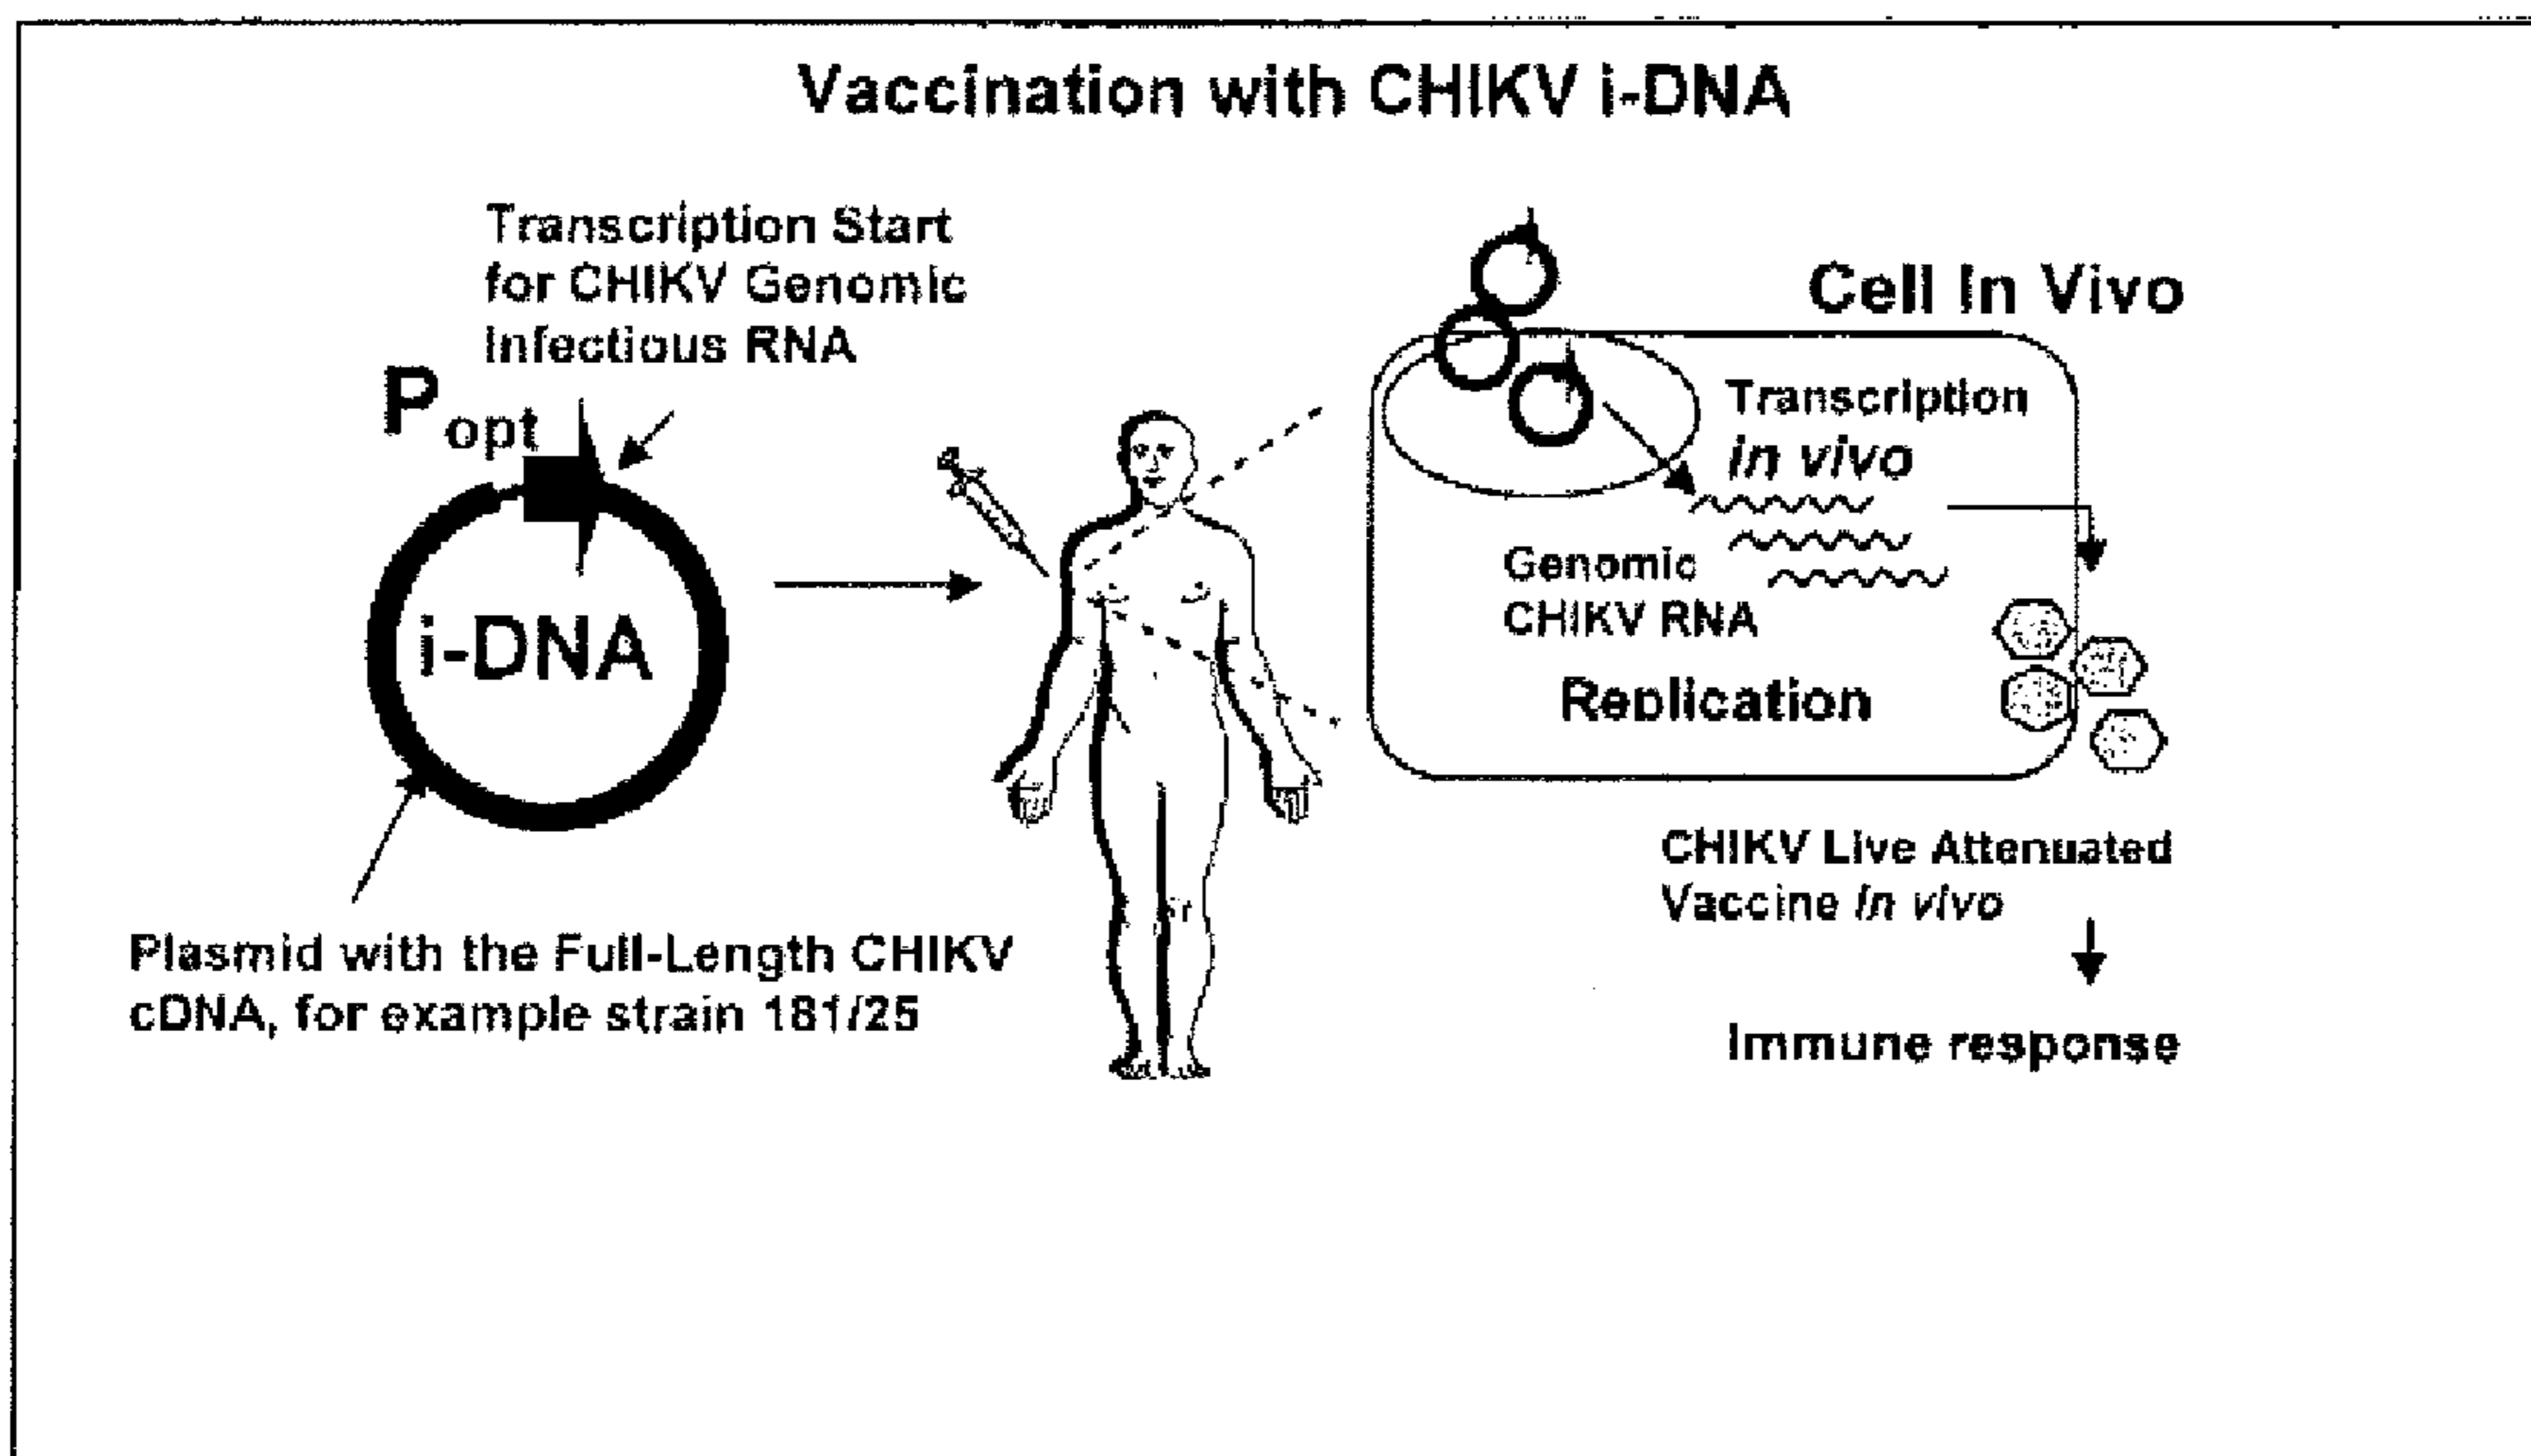 Vaccination with CHIKV i-DNA
Transcription Start
for CHIKV Genomic
Infectious RNA
Popt
i-DNA
Plasmid with the Full-Length CHIKV
cDNA, for example strain 181/25
Cell In Vivo
Transcription
in vivo
Genomic
CHIKV RNA
Replication
CHIKV Live Attenuated
Vaccine In vivo
Immune response